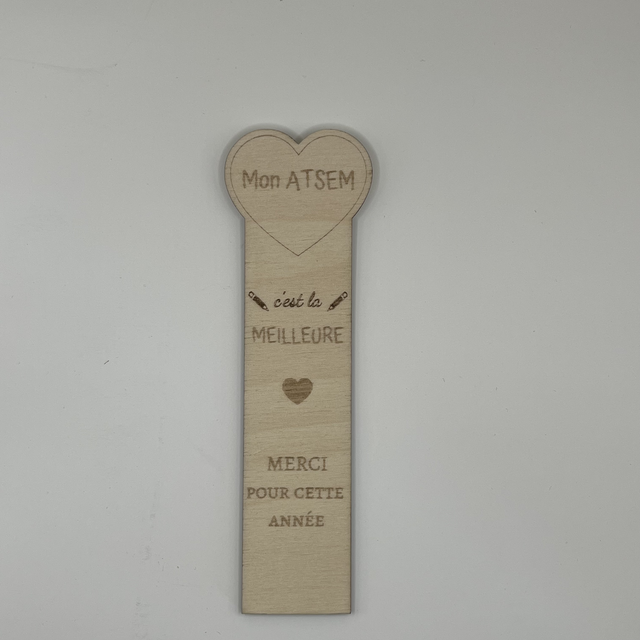 Mon ATSEM
c'est la
MEILLEURE
MERCI
POUR CETTE
ANNÉE